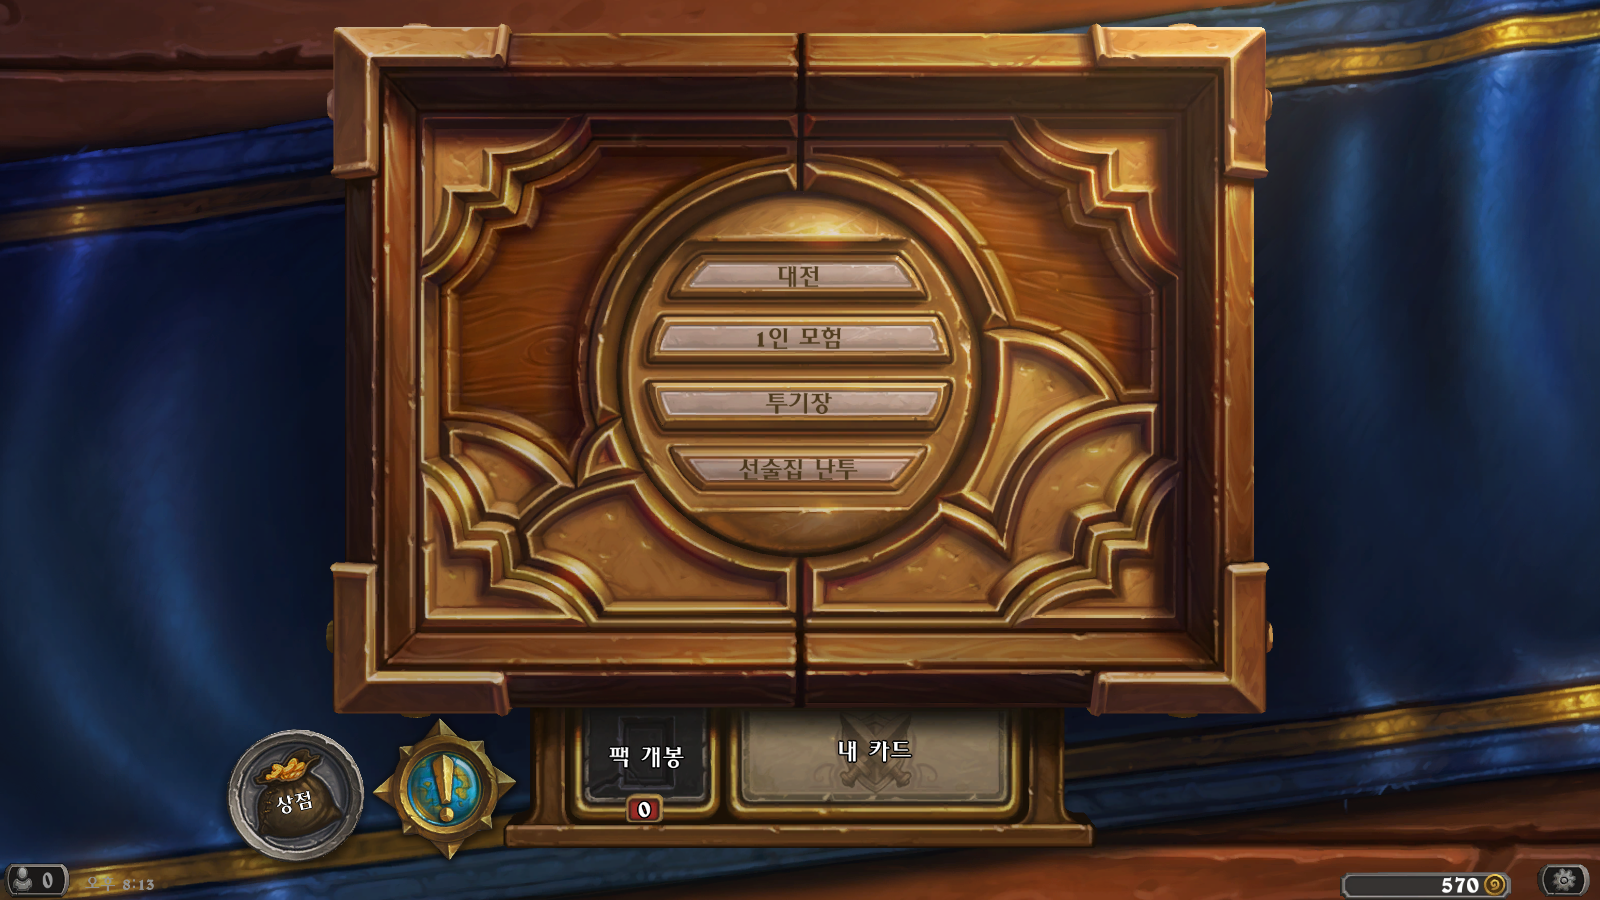 대전
1인 모험
투기장
선술집 난투
팩 개봉
내 카드
상점
0
0
오후 8:13
570